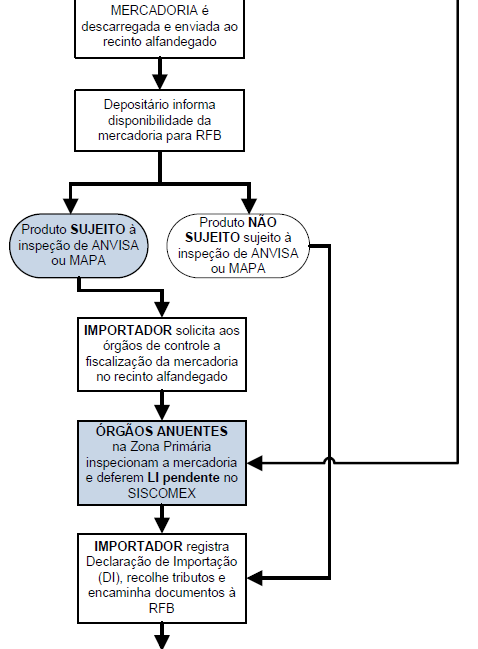 MERCADORIA é
descarregada e enviada ao
recinto alfandegado
Depositário informa
disponibilidade da
mercadoria para RFB
Produto SUJEITO à
inspeção de ANVISA
ou MAPA
Produto NÃO
SUJEITO sujeito à
inspeção de ANVISA
ou MAPA
IMPORTADOR solicita aos
órgãos de controle a
fiscalização da mercadoria
no recinto alfandegado
ÓRGÃOS ANUENTES
na Zona Primária
inspecionam a mercadoria
e deferem LI pendente no
SISCOMEX
IMPORTADOR registra
Declaração de Importação
(DI), recolhe tributos e
encaminha documentos à
RFB